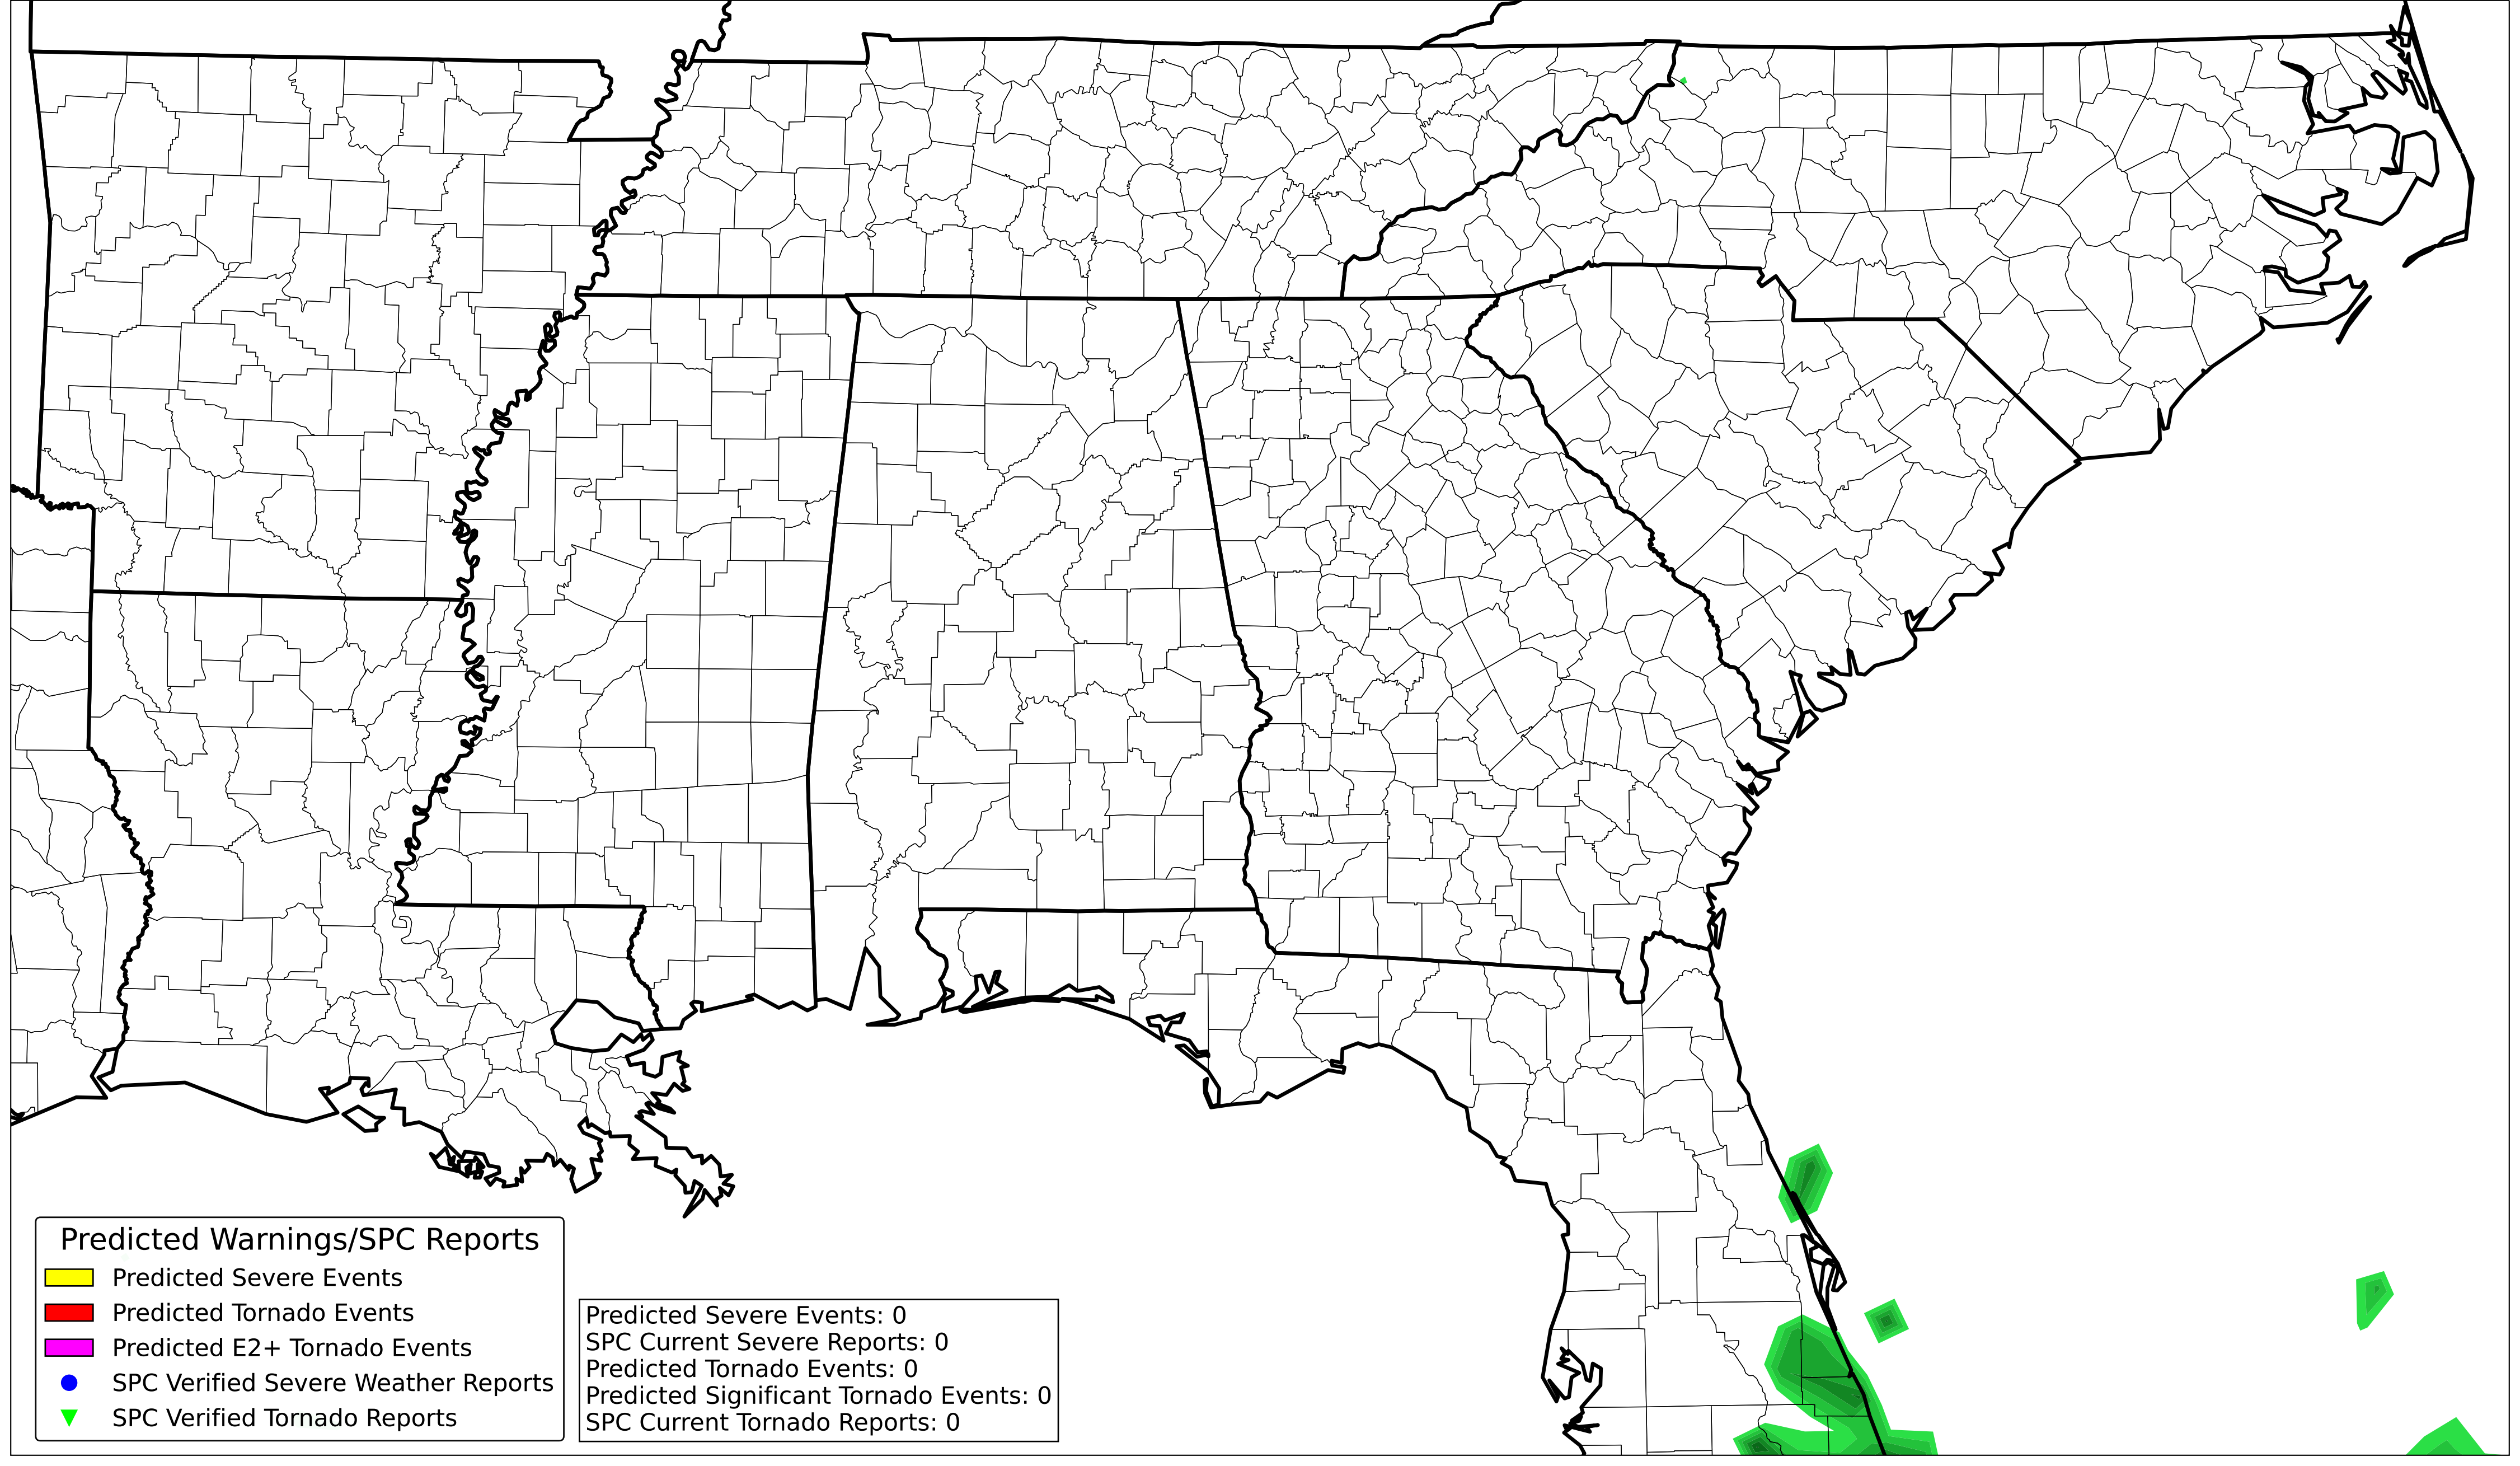 Predicted Warnings/SPC Reports
Predicted Severe Events
Predicted Tornado Events
Predicted E2+ Tornado Events
SPC Verified Severe Weather Reports
SPC Verified Tornado Reports
Predicted Severe Events: 0
SPC Current Severe Reports: 0
Predicted Tornado Events: 0
Predicted Significant Tornado Events: 0
SPC Current Tornado Reports: 0